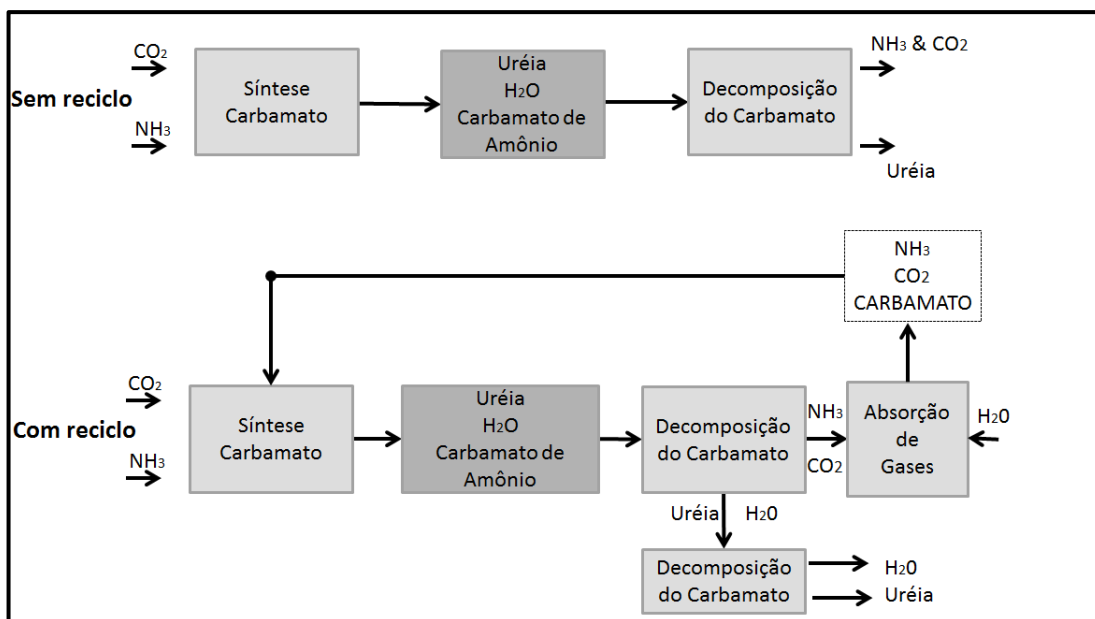 CO₂
Sem reciclo
NH₃
Síntese
Carbamato
Uréia
H₂O
Carbamato de
Amônio
Decomposição
do Carbamato
NH₃ & CO₂
Uréia
NH₃
CO₂
CARBAMATO
CO₂
Com reciclo
NH₃
Síntese
Carbamato
Uréia
H₂O
Carbamato de
Amônio
Decomposição
do Carbamato
NH₃
CO₂
Absorção
de
Gases
H₂0
Uréia H₂0
Decomposição
do Carbamato
H₂0
Uréia